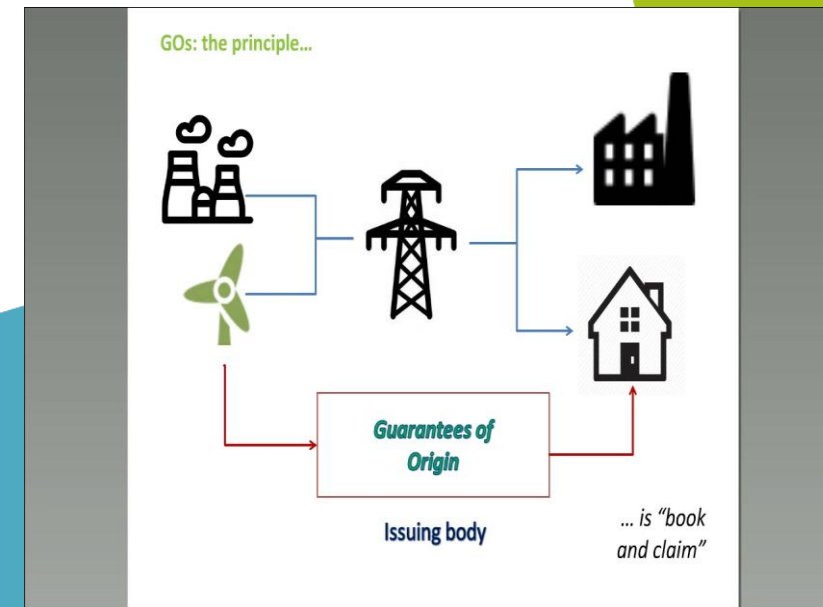 GOs: the principle...
Guarantees of
Origin
Issuing body
... is “book
and claim”